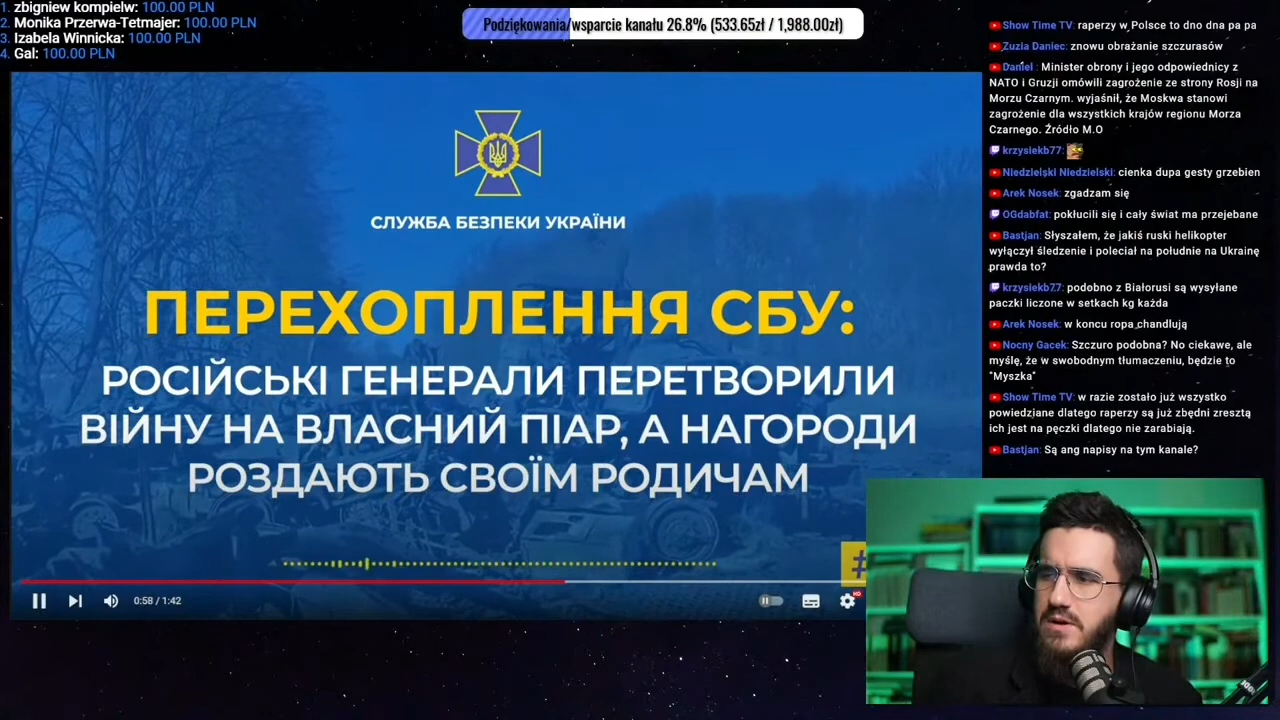 1. zbigniew kompielw: 100.00 PLN
2. Monika Przerwa-Tetmajer: 100.00 PLN
3. Izabela Winnicka: 100.00 PLN
4. Gal: 100.00 PLN
Podziękowania/wsparcie kanału 26.8% (533.65zł / 1,988.00zł)
СЛУЖБА БЕЗПЕКИ УКРАЇНИ
ПЕРЕХОПЛЕННЯ СБУ:
РОСІЙСЬКІ ГЕНЕРАЛИ ПЕРЕТВОРИЛИ
ВІЙНУ НА ВЛАСНИЙ ПІАР, А НАГОРОДИ
РОЗДАЮТЬ СВОЇМ РОДИЧАМ
#
0:58 / 1:42
HD
Show Time TV: raperzy w Polsce to dno dna pa pa
Zuzia Daniec: znowu obrażanie szczurasów
Daniel : Minister obrony i jego odpowiednicy z
NATO i Gruzji omówili zagrożenie ze strony Rosji na
Morzu Czarnym. wyjaśnił, że Moskwa stanowi
zagrożenie dla wszystkich krajów regionu Morza
Czarnego. Źródło M.O
krzysiekb77:
Niedzielski Niedzielski: cienka dupa gesty grzebien
Arek Nosek: zgadzam się
OGdabfat: pokłucili się i cały świat ma przejebane
Bastjan: Słyszałem, że jakiś ruski helikopter
wyłączył śledzenie i poleciał na południe na Ukrainę
prawda to?
krzysiekb77: podobno z Białorusi są wysyłane
paczki liczone w setkach kg każda
Arek Nosek: w koncu ropa chandlują
Nocny Gacek: Szczuro podobna? No ciekawe, ale
myślę, że w swobodnym tłumaczeniu, będzie to
"Myszka"
Show Time TV: w razie zostało już wszystko
powiedziane dlatego raperzy są już zbędni zresztą
ich jest na pęczki dlatego nie zarabiają.
Bastjan: Są ang napisy na tym kanale?